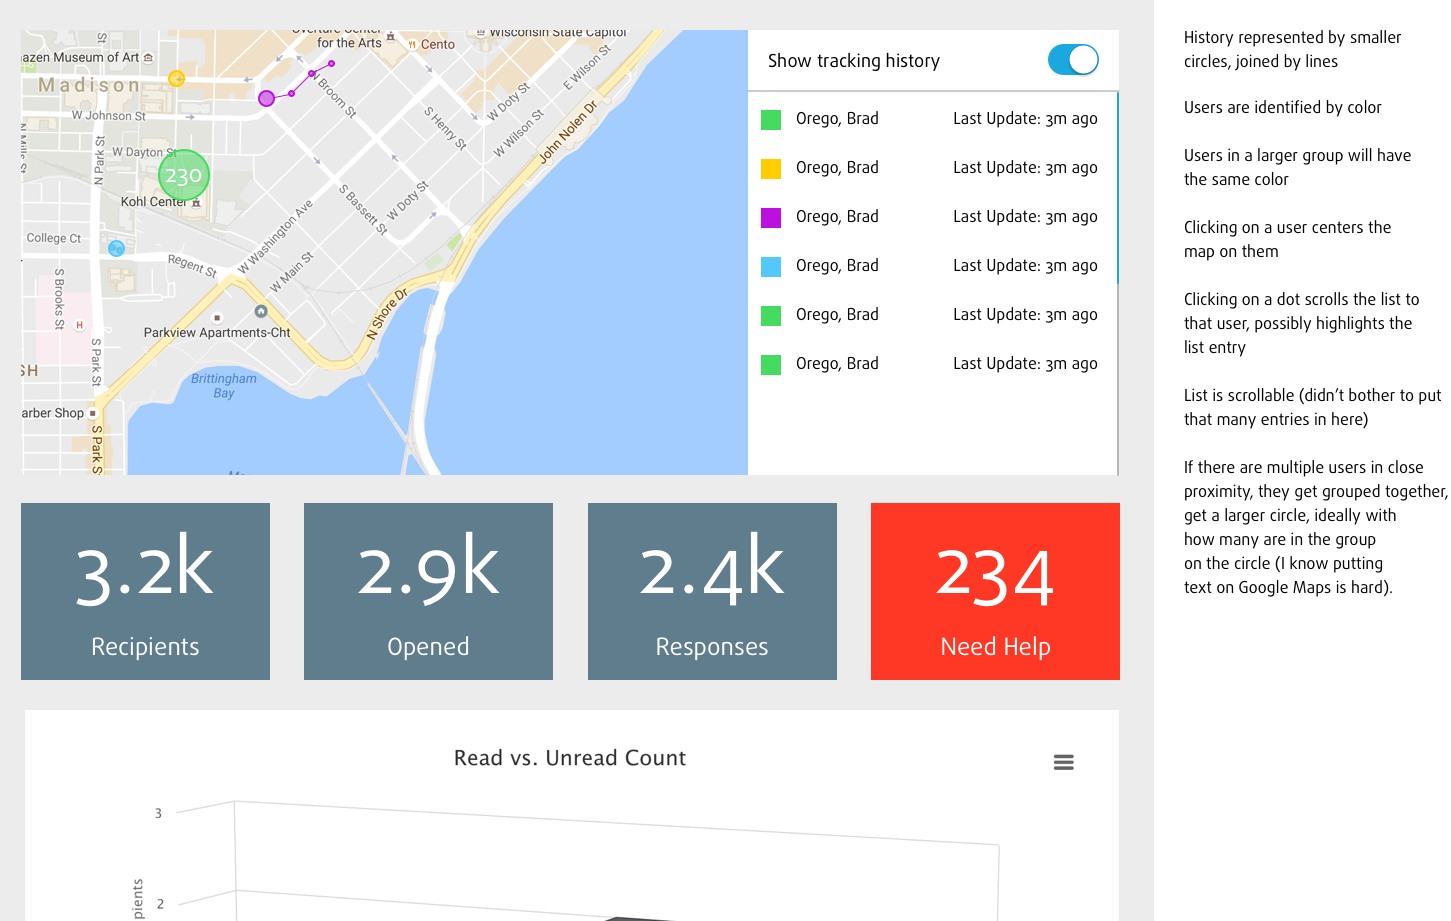 Overture Center
for the Arts
Cento
Wisconsin State Capitol
azen Museum of Art
Madison
W Johnson St
W Dayton St
230
Kohl Center
College Ct
Regent St
N Park St
St
N Mills St
S Brooks St
S Park St
S Park St
W Washington Ave
W Main St
S Bassett St
W Doty St
N Broom St
S Henry St
W Doty St
W Wilson St
E Wilson St
John Nolen Dr
N Shore Dr
H
Parkview Apartments-Cht
SH
Brittingham
Bay
arber Shop
Show tracking history
Orego, Brad Last Update: 3m ago
Orego, Brad Last Update: 3m ago
Orego, Brad Last Update: 3m ago
Orego, Brad Last Update: 3m ago
Orego, Brad Last Update: 3m ago
Orego, Brad Last Update: 3m ago
3.2k
Recipients
2.9k
Opened
2.4k
Responses
234
Need Help
Read vs. Unread Count
3
2
pients
History represented by smaller
circles, joined by lines
Users are identified by color
Users in a larger group will have
the same color
Clicking on a user centers the
map on them
Clicking on a dot scrolls the list to
that user, possibly highlights the
list entry
List is scrollable (didn't bother to put
that many entries in here)
If there are multiple users in close
proximity, they get grouped together,
get a larger circle, ideally with
how many are in the group
on the circle (I know putting
text on Google Maps is hard).